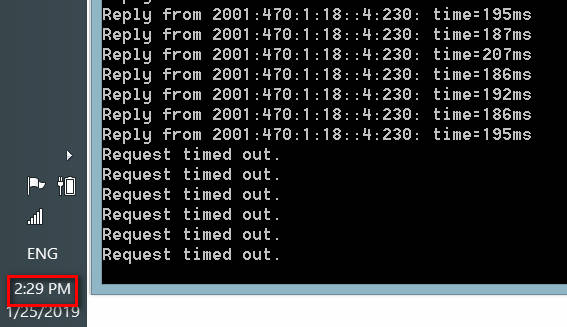 Reply from 2001:470:1:18::4:230: time=195ms
Reply from 2001:470:1:18::4:230: time=187ms
Reply from 2001:470:1:18::4:230: time=207ms
Reply from 2001:470:1:18::4:230: time=186ms
Reply from 2001:470:1:18::4:230: time=192ms
Reply from 2001:470:1:18::4:230: time=186ms
Reply from 2001:470:1:18::4:230: time=195ms
Request timed out.
Request timed out.
Request timed out.
Request timed out.
Request timed out.
Request timed out.
ENG
2:29 PM
1/25/2019